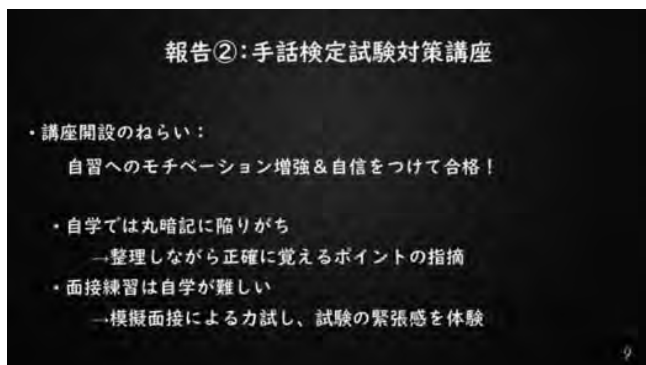 報告②:手話検定試験対策講座
・講座開設のねらい:
自習へのモチベーション増強&自信をつけて合格!
・自学では丸暗記に陥りがち
→整理しながら正確に覚えるポイントの指摘
・面接練習は自学が難しい
→模擬面接による力試し、試験の緊張感を体験
9